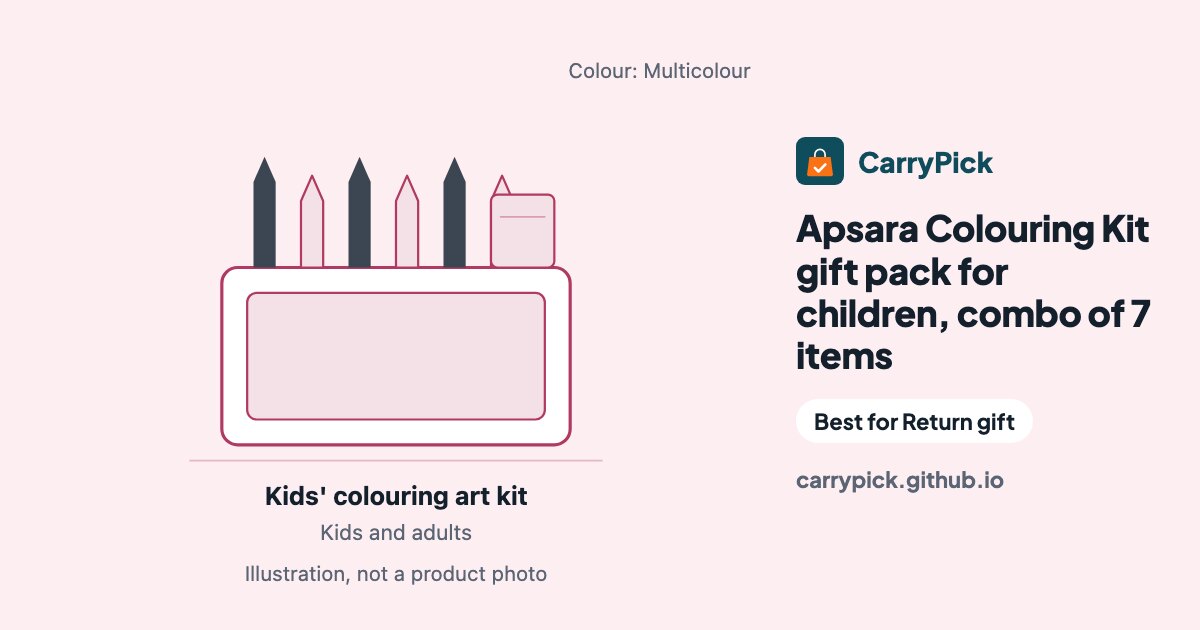 Colour: Multicolour
CarryPick
Apsara Colouring Kit
gift pack for
children, combo of 7
items
Best for Return gift
carrypick.github.io
Kids' colouring art kit
Kids and adults
Illustration, not a product photo